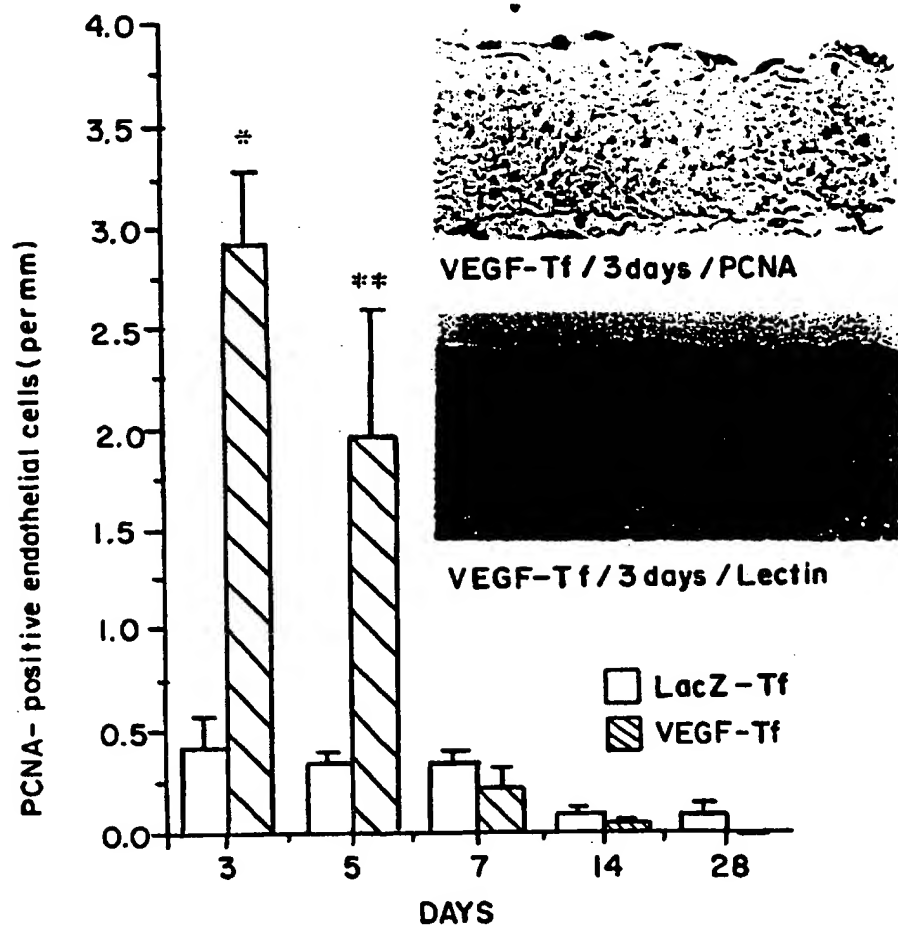 4.0
3.5
3.0
2.5
2.0
1.5
1.0
0.5
0.0
PCNA- positive endothelial cells (per mm)
*
**
VEGF-Tf / 3days / PCNA
VEGF-Tf / 3 days / Lectin
LacZ-Tf
VEGF-Tf
3 5 7 14 28
DAYS